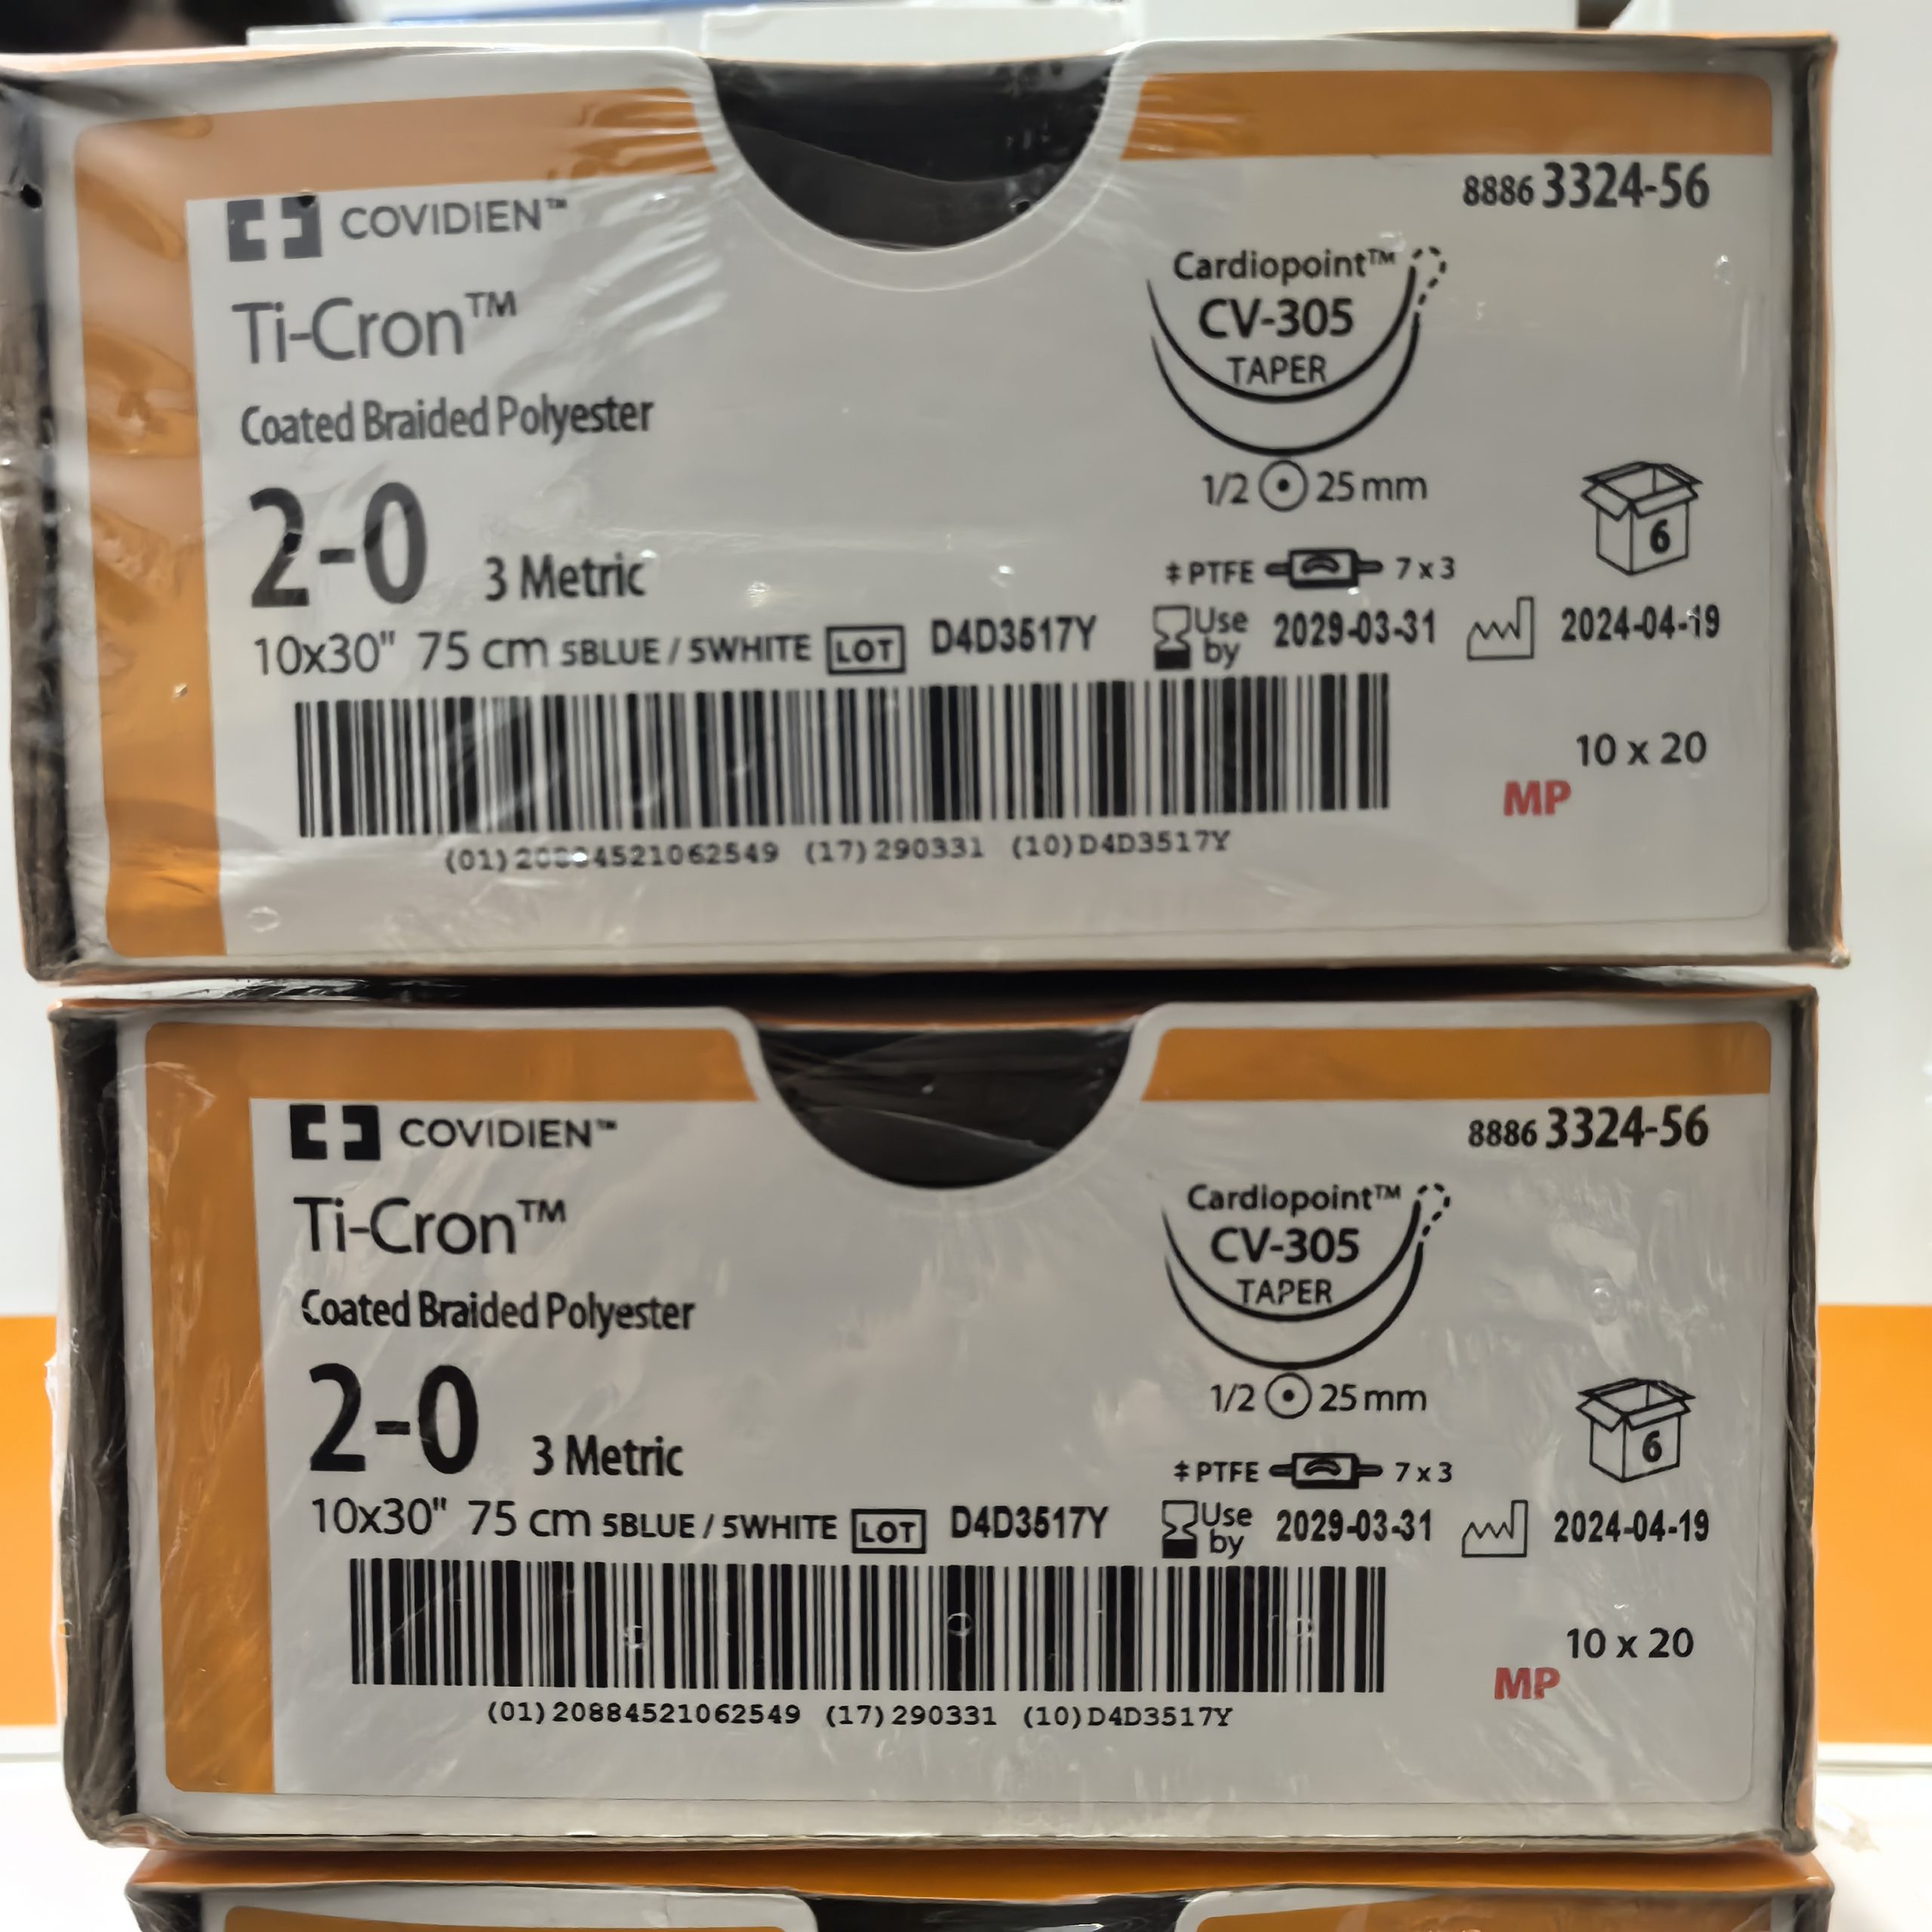 COVIDIEN™
8886 3324-56
Ti-Cron™
Cardiopoint™
CV-305
TAPER
Coated Braided Polyester
1/2 25 mm
2-0 3 Metric
6
‡ PTFE 7 x 3
10x30" 75 cm 5BLUE / 5WHITE LOT D4D3517Y Use by 2029-03-31 2024-04-19
10 x 20
MP
(01)20884521062549 (17)290331 (10)D4D3517Y
COVIDIEN™
8886 3324-56
Ti-Cron™
Cardiopoint™
CV-305
TAPER
Coated Braided Polyester
1/2 25 mm
2-0 3 Metric
6
‡ PTFE 7 x 3
10x30" 75 cm 5BLUE / 5WHITE LOT D4D3517Y Use by 2029-03-31 2024-04-19
10 x 20
MP
(01)20884521062549 (17)290331 (10)D4D3517Y